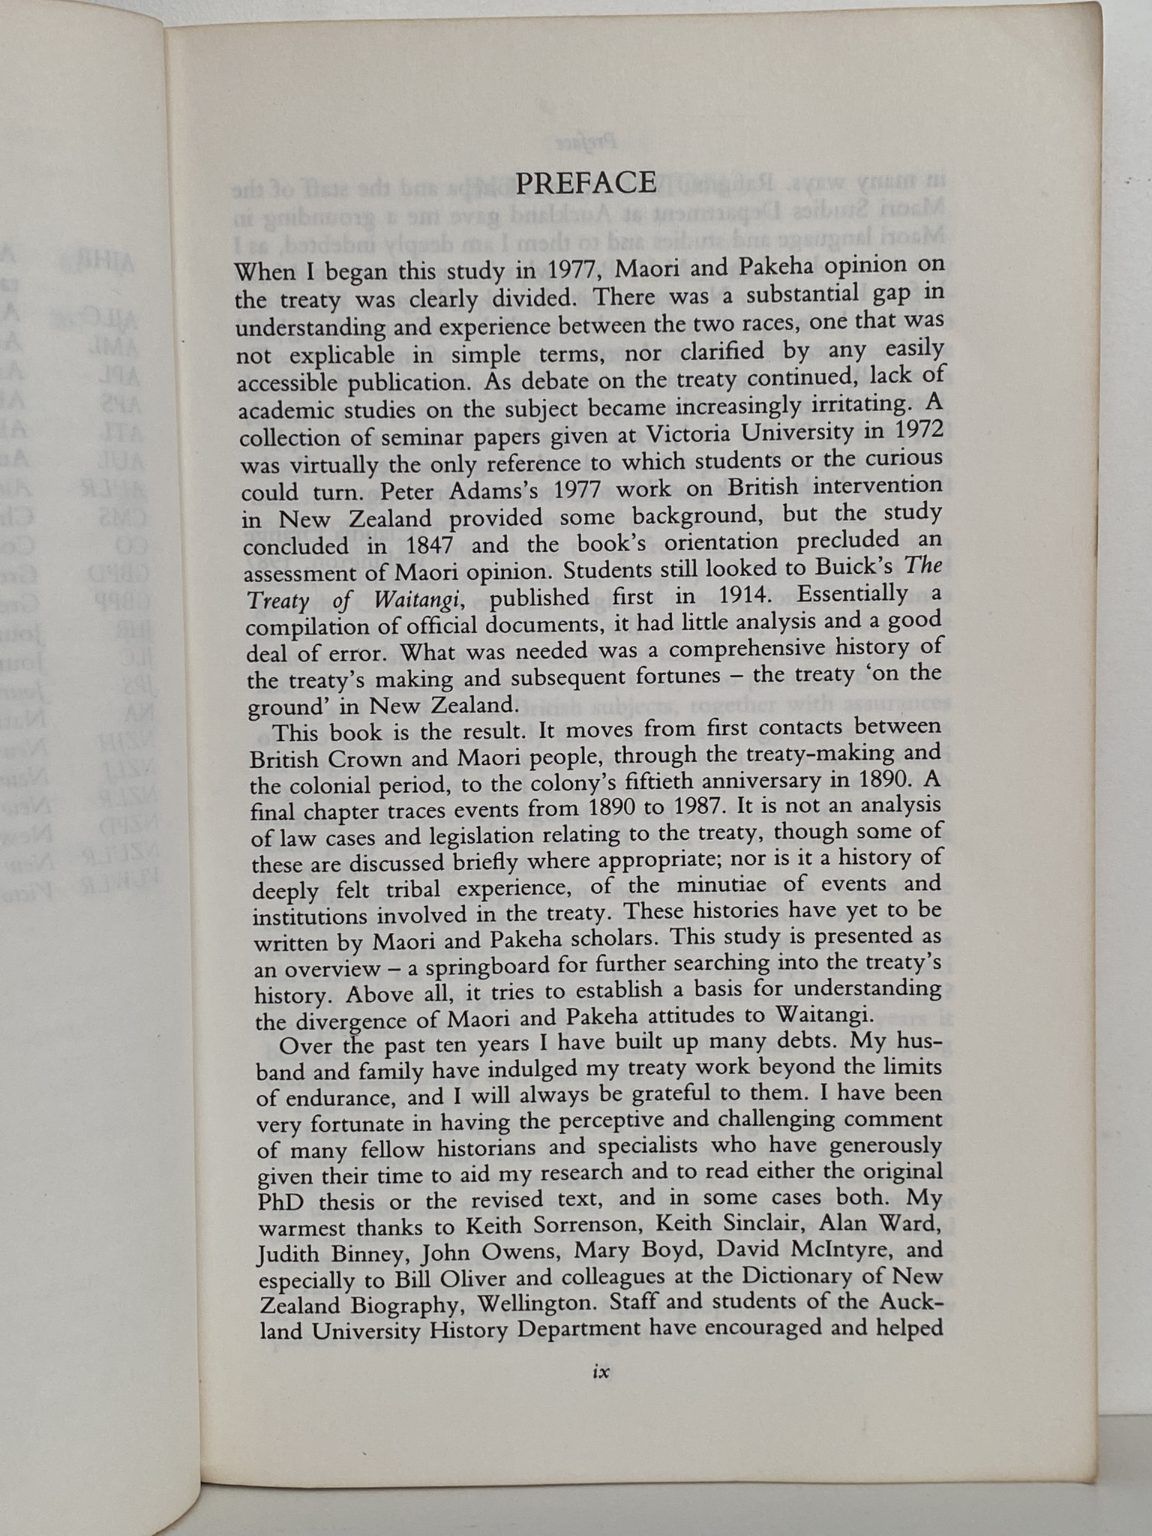 PREFACE
When I began this study in 1977, Maori and Pakeha opinion on
the treaty was clearly divided. There was a substantial gap in
understanding and experience between the two races, one that was
not explicable in simple terms, nor clarified by any easily
accessible publication. As debate on the treaty continued, lack of
academic studies on the subject became increasingly irritating. A
collection of seminar papers given at Victoria University in 1972
was virtually the only reference to which students or the curious
could turn. Peter Adams's 1977 work on British intervention
in New Zealand provided some background, but the study
concluded in 1847 and the book's orientation precluded an
assessment of Maori opinion. Students still looked to Buick's The
Treaty of Waitangi, published first in 1914. Essentially a
compilation of official documents, it had little analysis and a good
deal of error. What was needed was a comprehensive history of
the treaty's making and subsequent fortunes – the treaty 'on the
ground' in New Zealand.
This book is the result. It moves from first contacts between
British Crown and Maori people, through the treaty-making and
the colonial period, to the colony's fiftieth anniversary in 1890. A
final chapter traces events from 1890 to 1987. It is not an analysis
of law cases and legislation relating to the treaty, though some of
these are discussed briefly where appropriate; nor is it a history of
deeply felt tribal experience, of the minutiae of events and
institutions involved in the treaty. These histories have yet to be
written by Maori and Pakeha scholars. This study is presented as
an overview – a springboard for further searching into the treaty's
history. Above all, it tries to establish a basis for understanding
the divergence of Maori and Pakeha attitudes to Waitangi.
Over the past ten years I have built up many debts. My hus-
band and family have indulged my treaty work beyond the limits
of endurance, and I will always be grateful to them. I have been
very fortunate in having the perceptive and challenging comment
of many fellow historians and specialists who have generously
given their time to aid my research and to read either the original
PhD thesis or the revised text, and in some cases both. My
warmest thanks to Keith Sorrenson, Keith Sinclair, Alan Ward,
Judith Binney, John Owens, Mary Boyd, David McIntyre, and
especially to Bill Oliver and colleagues at the Dictionary of New
Zealand Biography, Wellington. Staff and students of the Auck-
land University History Department have encouraged and helped
ix